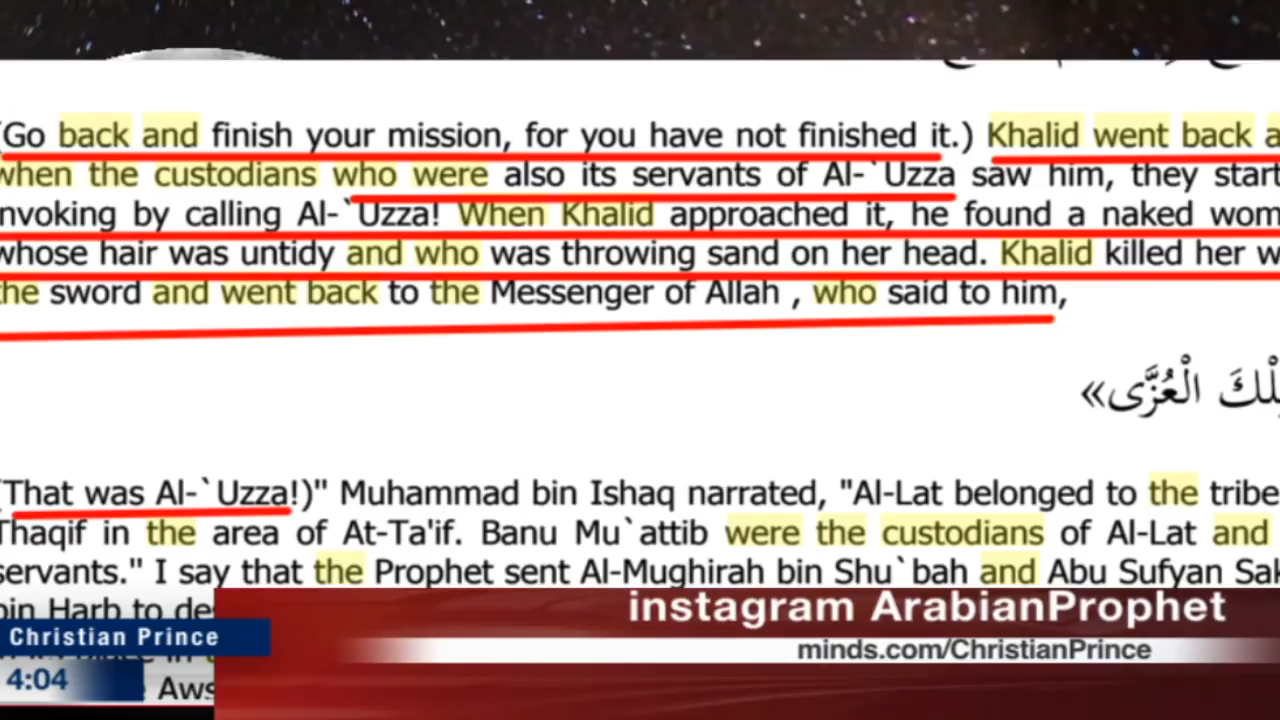 (Go back and finish your mission, for you have not finished it.) Khalid went back
when the custodians who were also its servants of Al-`Uzza saw him, they start
nvoking by calling Al-`Uzza! When Khalid approached it, he found a naked wom
whose hair was untidy and who was throwing sand on her head. Khalid killed her w
the sword and went back to the Messenger of Allah , who said to him,
الْعُزَّى»
(That was Al-`Uzza!)" Muhammad bin Ishaq narrated, "Al-Lat belonged to the tribe
Thaqif in the area of At-Ta'if. Banu Mu`attib were the custodians of Al-Lat and
servants." I say that the Prophet sent Al-Mughirah bin Shu`bah and Abu Sufyan Sak
bin Harb to de
instagram ArabianProphet
Christian Prince
minds.com/ChristianPrince
4:04
Aws